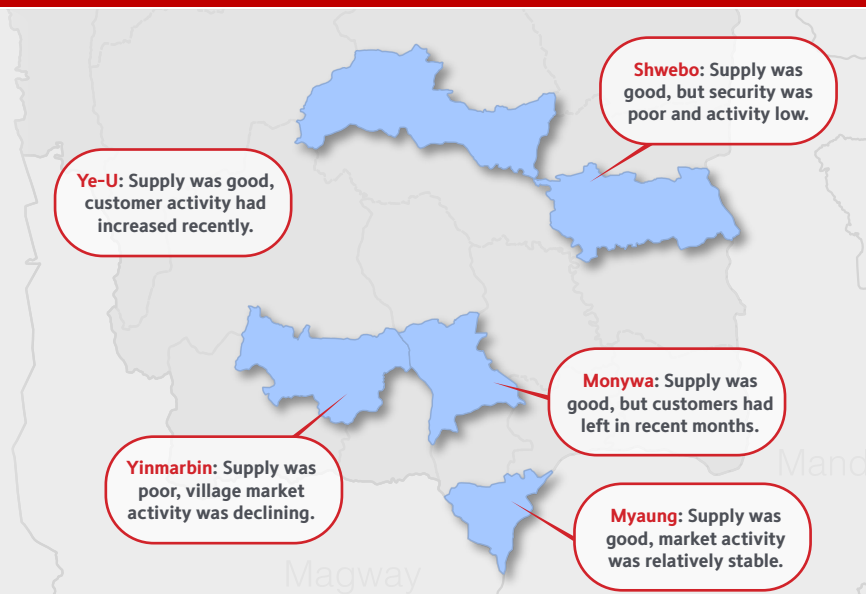 Shwebo: Supply was
good, but security was
poor and activity low.
Ye-U: Supply was good,
customer activity had
increased recently.
Monywa: Supply was
good, but customers had
left in recent months.
Yinmarbin: Supply was
poor, village market
activity was declining.
Myaung: Supply was
good, market activity
was relatively stable.
Mand
Magway